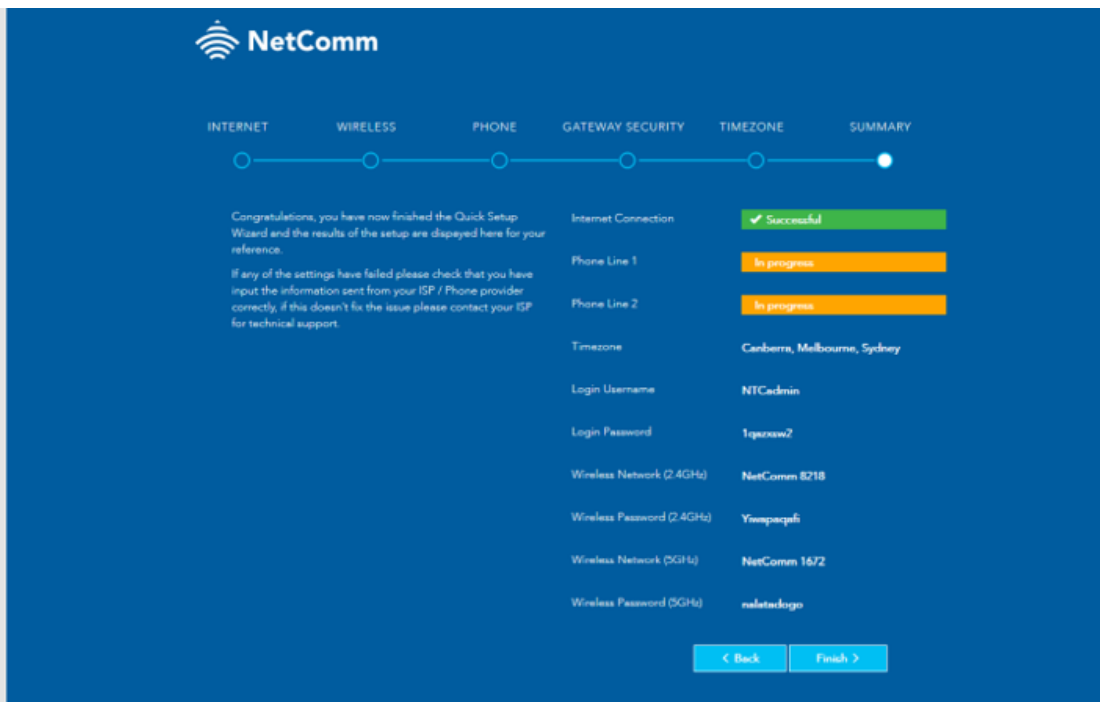 NetComm
INTERNET WIRELESS PHONE GATEWAY SECURITY TIMEZONE SUMMARY
Congratulations, you have now finished the Quick Setup
Wizard and the results of the setup are dispayed here for your
reference.
If any of the settings have failed please check that you have
input the information sent from your ISP / Phone provider
correctly, if this doesn't fix the issue please contact your ISP
for technical support.
Internet Connection Successful
Phone Line 1 In progress
Phone Line 2 In progress
Timezone Canberra, Melbourne, Sydney
Login Username NTCadmin
Login Password 1qazxsw2
Wireless Network (2.4GHz) NetComm 8218
Wireless Password (2.4GHz) Yiwapaqafi
Wireless Network (5GHz) NetComm 1672
Wireless Password (5GHz) nalatadogo
< Back Finish >